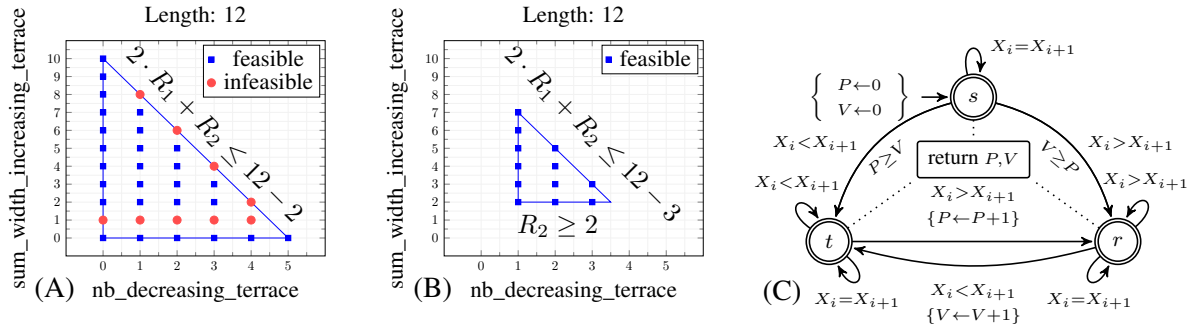 Length: 12
sum_width_increasing_terrace
10
9
8
7
6
5
4
3
2
1
0
feasible
infeasible
2 · R1 + R2 ≤ 12 − 2
0 1 2 3 4 5
(A) nb_decreasing_terrace
Length: 12
sum_width_increasing_terrace
10
9
8
7
6
5
4
3
2
1
0
feasible
2 · R1 + R2 ≤ 12 − 3
R2 ≥ 2
0 1 2 3 4 5
(B) nb_decreasing_terrace
Xi=Xi+1
{ P←0 V←0 }
s
Xi<Xi+1
P≥V
V≥P
Xi>Xi+1
return P,V
Xi<Xi+1
Xi>Xi+1
Xi>Xi+1
{P←P+1}
t
r
Xi=Xi+1
Xi<Xi+1
{V←V+1}
Xi=Xi+1
(C)